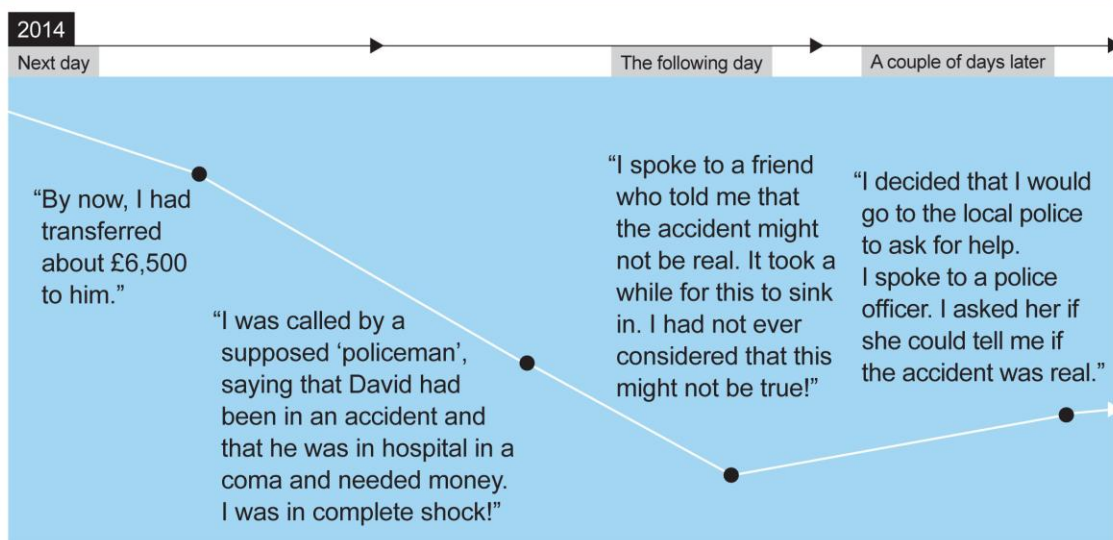 2014
Next day
The following day
A couple of days later
“By now, I had
transferred
about £6,500
to him.”
“I was called by a
supposed ‘policeman’,
saying that David had
been in an accident and
that he was in hospital in a
coma and needed money.
I was in complete shock!”
“I spoke to a friend
who told me that
the accident might
not be real. It took a
while for this to sink
in. I had not ever
considered that this
might not be true!”
“I decided that I would
go to the local police
to ask for help.
I spoke to a police
officer. I asked her if
she could tell me if
the accident was real.”